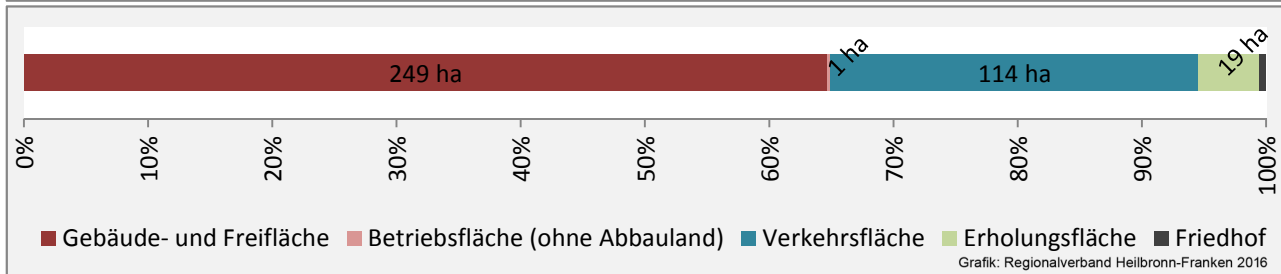 249 ha 1 ha 114 ha 19 ha
0% 10% 20% 30% 40% 50% 60% 70% 80% 90% 100%
Gebäude- und Freifläche Betriebsfläche (ohne Abbauland) Verkehrsfläche Erholungsfläche Friedhof
Grafik: Regionalverband Heilbronn-Franken 2016